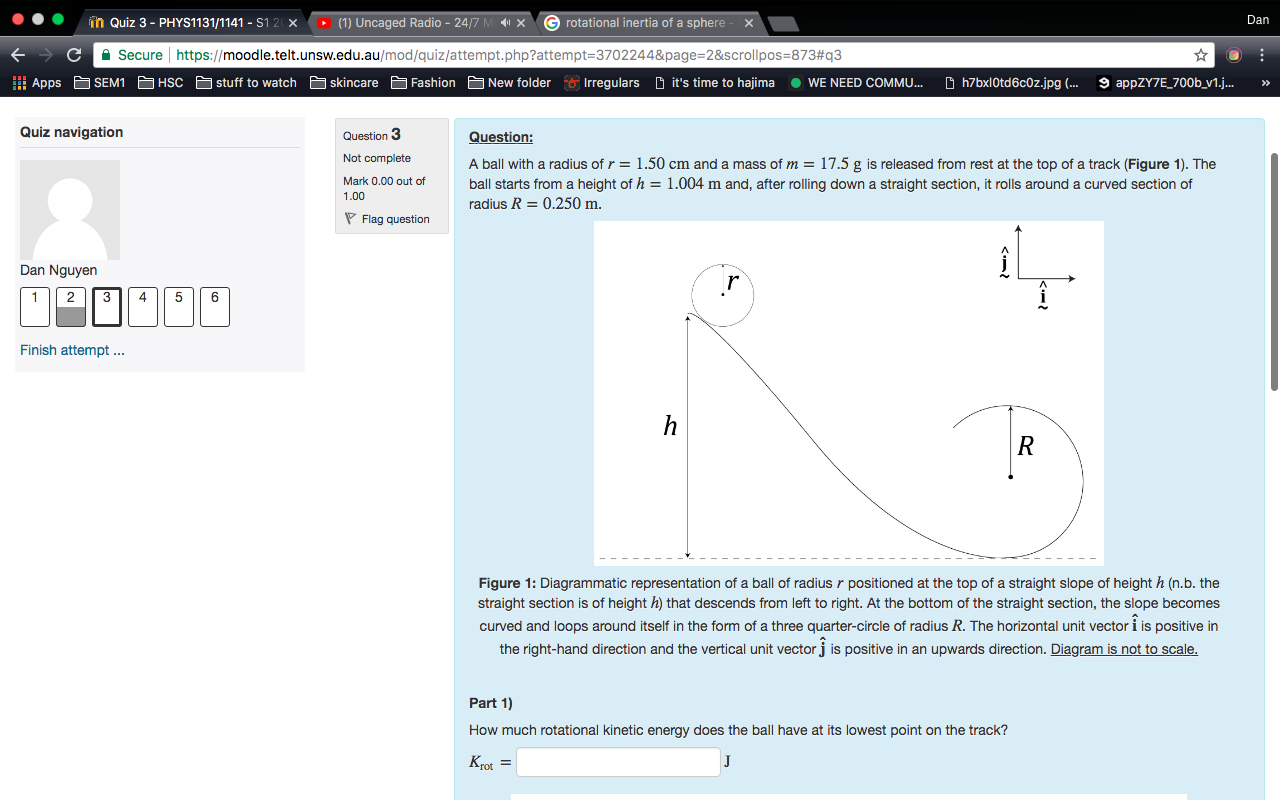 Dan
Quiz 3 - PHYS1131/1141 - S1 2
(1) Uncaged Radio - 24/7 M
rotational inertia of a sphere -
Secure https://moodle.telt.unsw.edu.au/mod/quiz/attempt.php?attempt=3702244&page=2&scrollpos=873#q3
Apps SEM1 HSC stuff to watch skincare Fashion New folder Irregulars it's time to hajima WE NEED COMMU... h7bxl0td6c0z.jpg (... appZY7E_700b_v1.j... »
Quiz navigation
Dan Nguyen
1 2 3 4 5 6
Finish attempt ...
Question 3
Not complete
Mark 0.00 out of
1.00
Flag question
Question:
A ball with a radius of r = 1.50 cm and a mass of m = 17.5 g is released from rest at the top of a track (Figure 1). The
ball starts from a height of h = 1.004 m and, after rolling down a straight section, it rolls around a curved section of
radius R = 0.250 m.
r
ĵ
î
h
R
Figure 1: Diagrammatic representation of a ball of radius r positioned at the top of a straight slope of height h (n.b. the
straight section is of height h) that descends from left to right. At the bottom of the straight section, the slope becomes
curved and loops around itself in the form of a three quarter-circle of radius R. The horizontal unit vector î is positive in
the right-hand direction and the vertical unit vector ĵ is positive in an upwards direction. Diagram is not to scale.
Part 1)
How much rotational kinetic energy does the ball have at its lowest point on the track?
K_rot = J